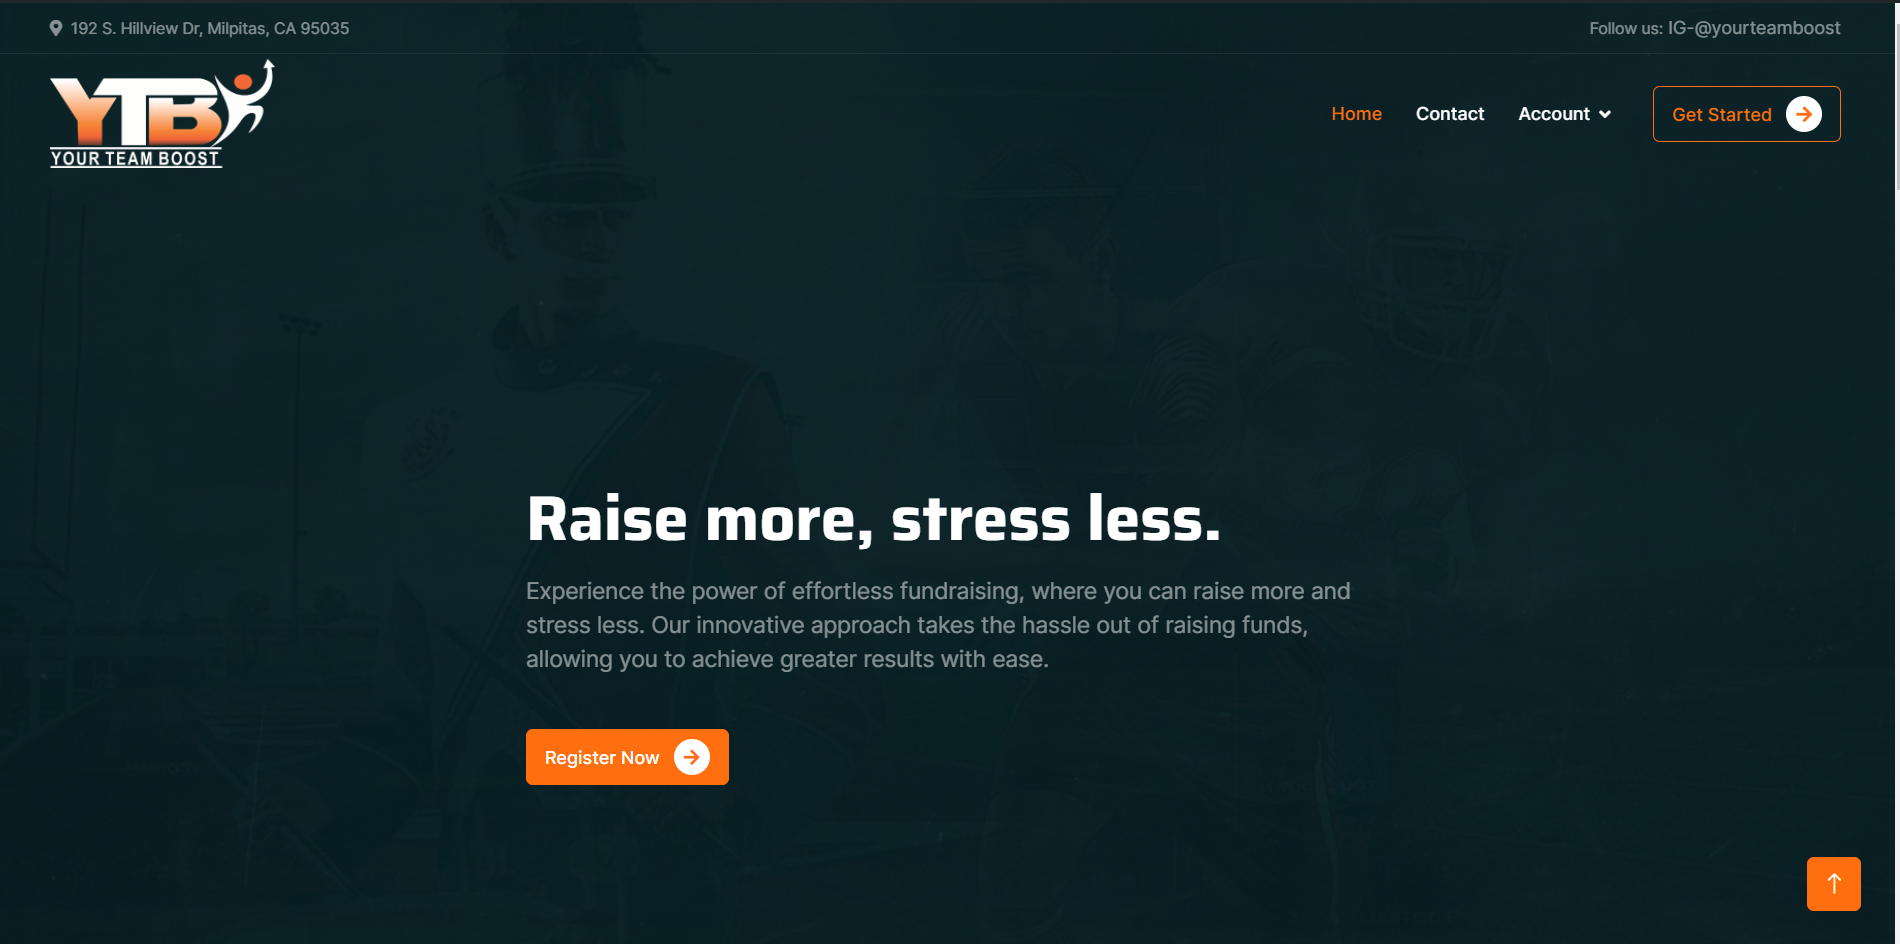 192 S. Hillview Dr, Milpitas, CA 95035
Follow us: IG-@yourteamboost
YTB
YOUR TEAM BOOST
Home
Contact
Account
Get Started
Raise more, stress less.
Experience the power of effortless fundraising, where you can raise more and
stress less. Our innovative approach takes the hassle out of raising funds,
allowing you to achieve greater results with ease.
Register Now